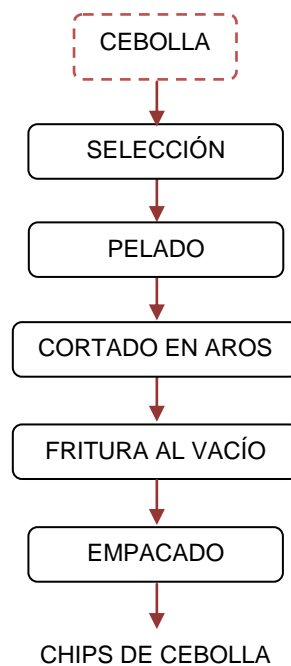 CEBOLLA
SELECCIÓN
PELADO
CORTADO EN AROS
FRITURA AL VACÍO
EMPACADO
CHIPS DE CEBOLLA